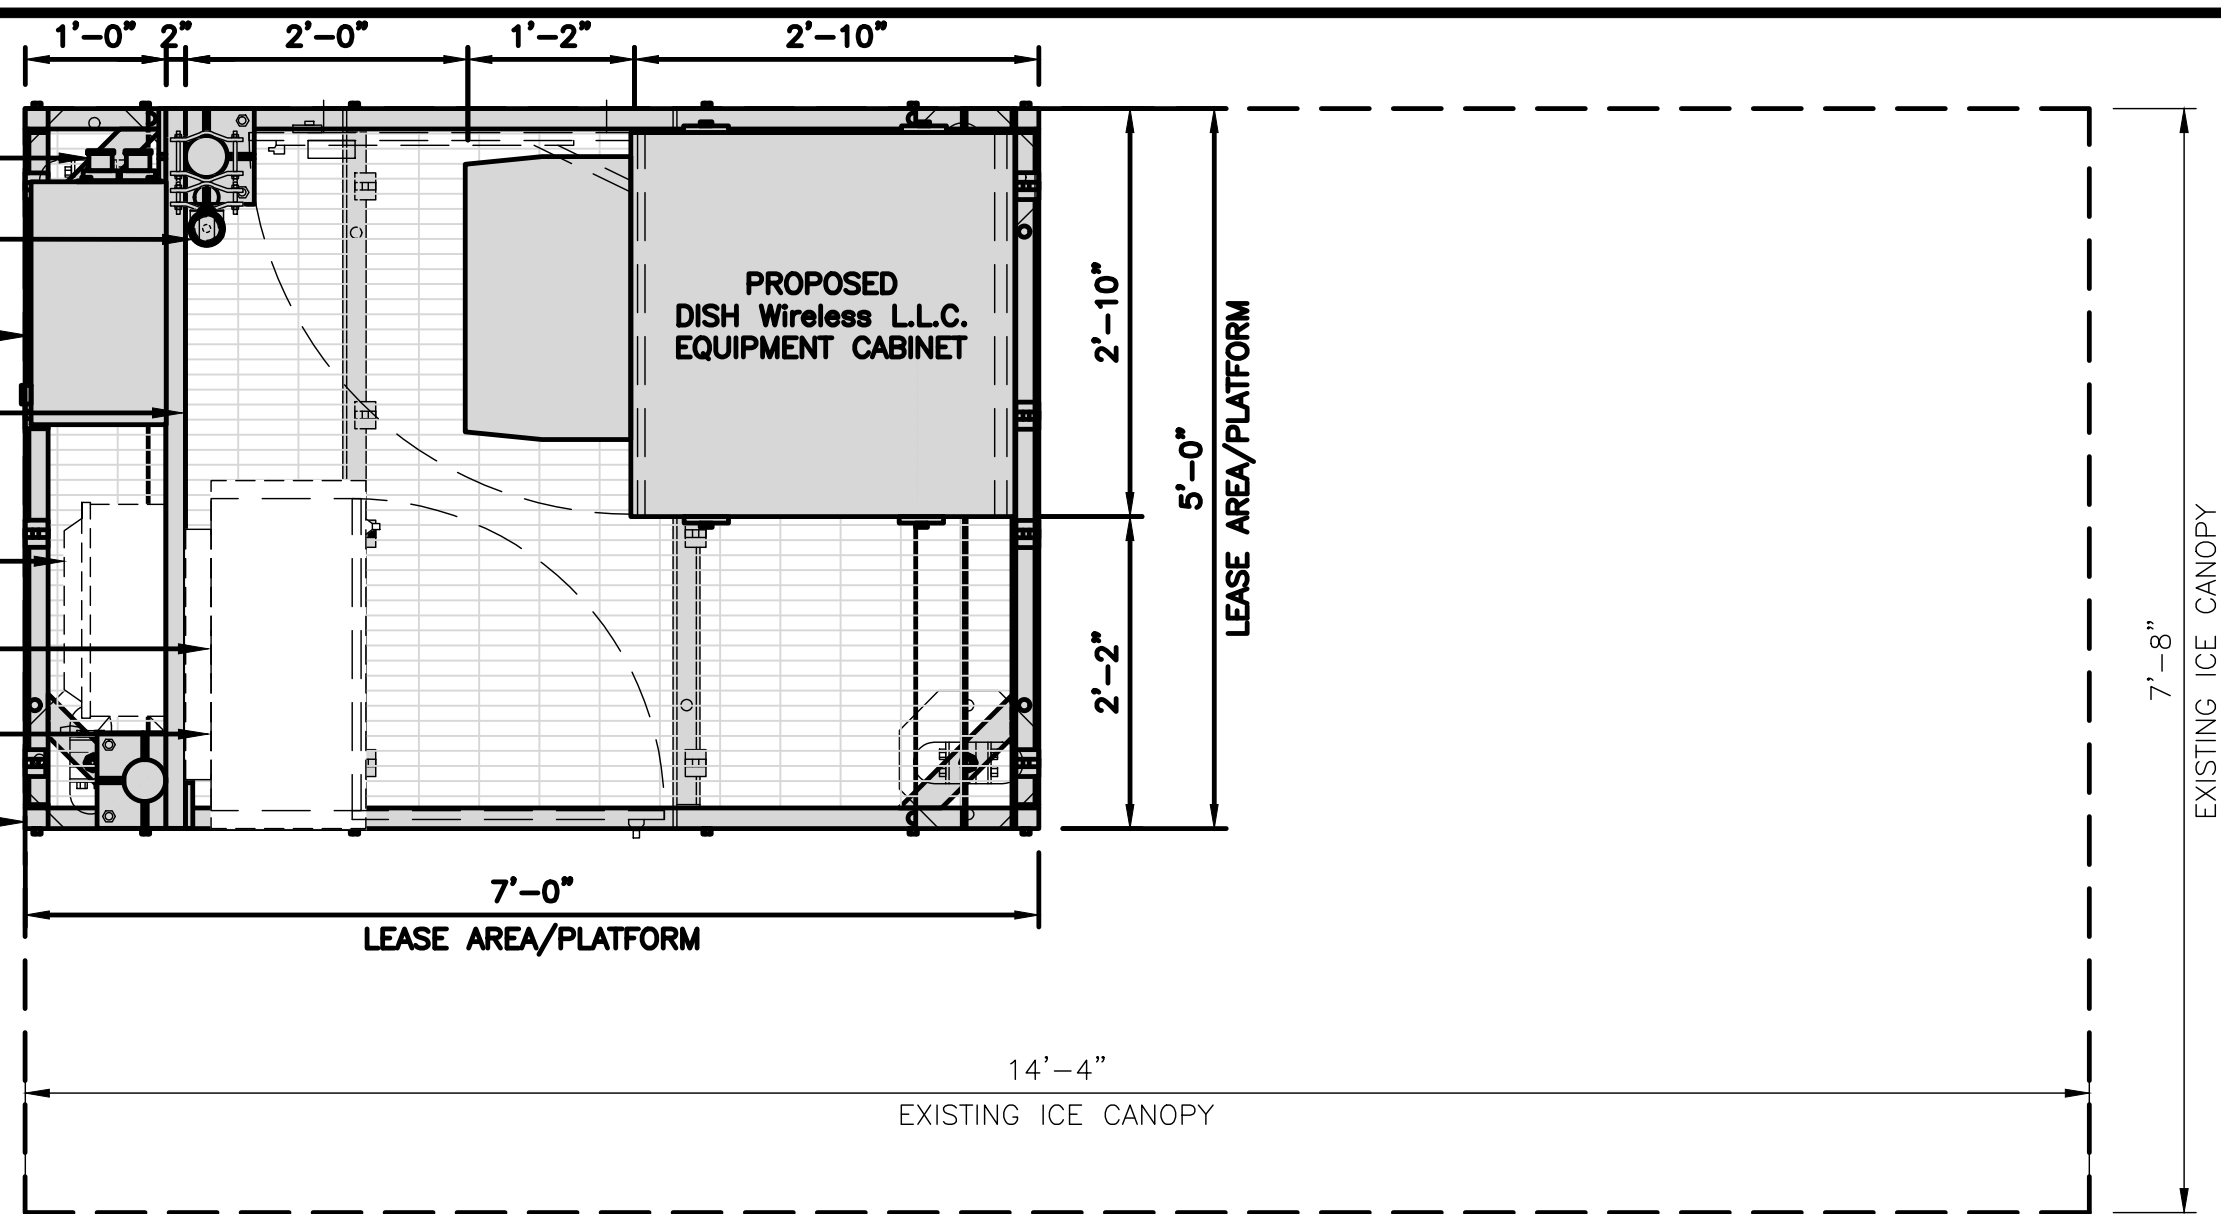 1'-0" 2" 2'-0" 1'-2" 2'-10"
PROPOSED
DISH Wireless L.L.C.
EQUIPMENT CABINET
2'-10"
2'-2"
5'-0"
LEASE AREA/PLATFORM
7'-8"
EXISTING ICE CANOPY
7'-0"
LEASE AREA/PLATFORM
14'-4"
EXISTING ICE CANOPY